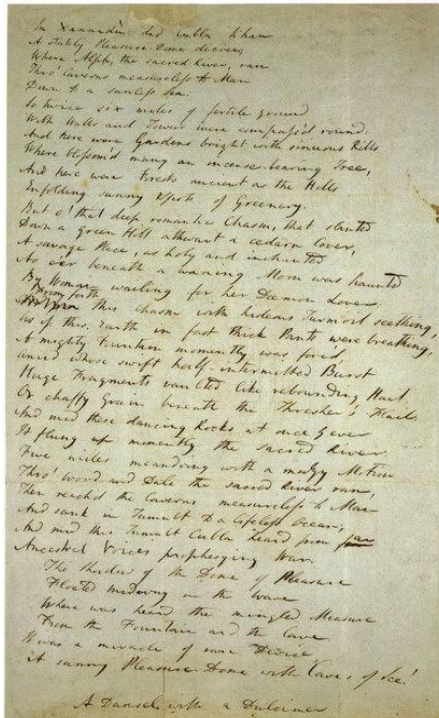 In Xannadù did Cubla Khan
A stately Pleasure-Dome decree,
Where Alph, the sacred River, ran
Thro' Caverns measureless to Man
Down to a sunless Sea.
So twice six miles of fertile ground
With Walls and Towers were compass'd round:
And here were Gardens bright with sinuous Rills
Where blossom'd many an incense-bearing Tree,
And here were Forests ancient as the Hills
Enfolding sunny Spots of Greenery.
But o! that deep romantic Chasm, that slanted
Down a green Hill athwart a cedarn Cover,
A savage Place, as holy and inchanted
As e'er beneath a waning Moon was haunted
By Woman wailing for her Daemon Lover:
From forth this Chasm with hideous Turmoil seething,
As if this Earth in fast thick Pants were breathing,
A mighty Fountain momently was forc'd,
Amid whose swift half-intermitted Burst
Huge Fragments vaulted like rebounding Hail,
Or chaffy Grain beneath the Thresher's Flail.
And mid these dancing Rocks at once & ever
It flung up momently the sacred River.
Five miles meandring with a mazy Motion
Thro' Wood and Dale the sacred River ran,
Then reach'd the Caverns measureless to Man
And sank in Tumult to a lifeless Ocean;
And mid this Tumult Cubla heard from far
Ancestral Voices prophesying War.
The Shadow of the Dome of Pleasure
Floated midway on the Wave
Where was heard the mingled Measure
From the Fountain and the Cave.
It was a miracle of rare Device
A sunny Pleasure-Dome with Caves of Ice!
A Damsel with a Dulcimer